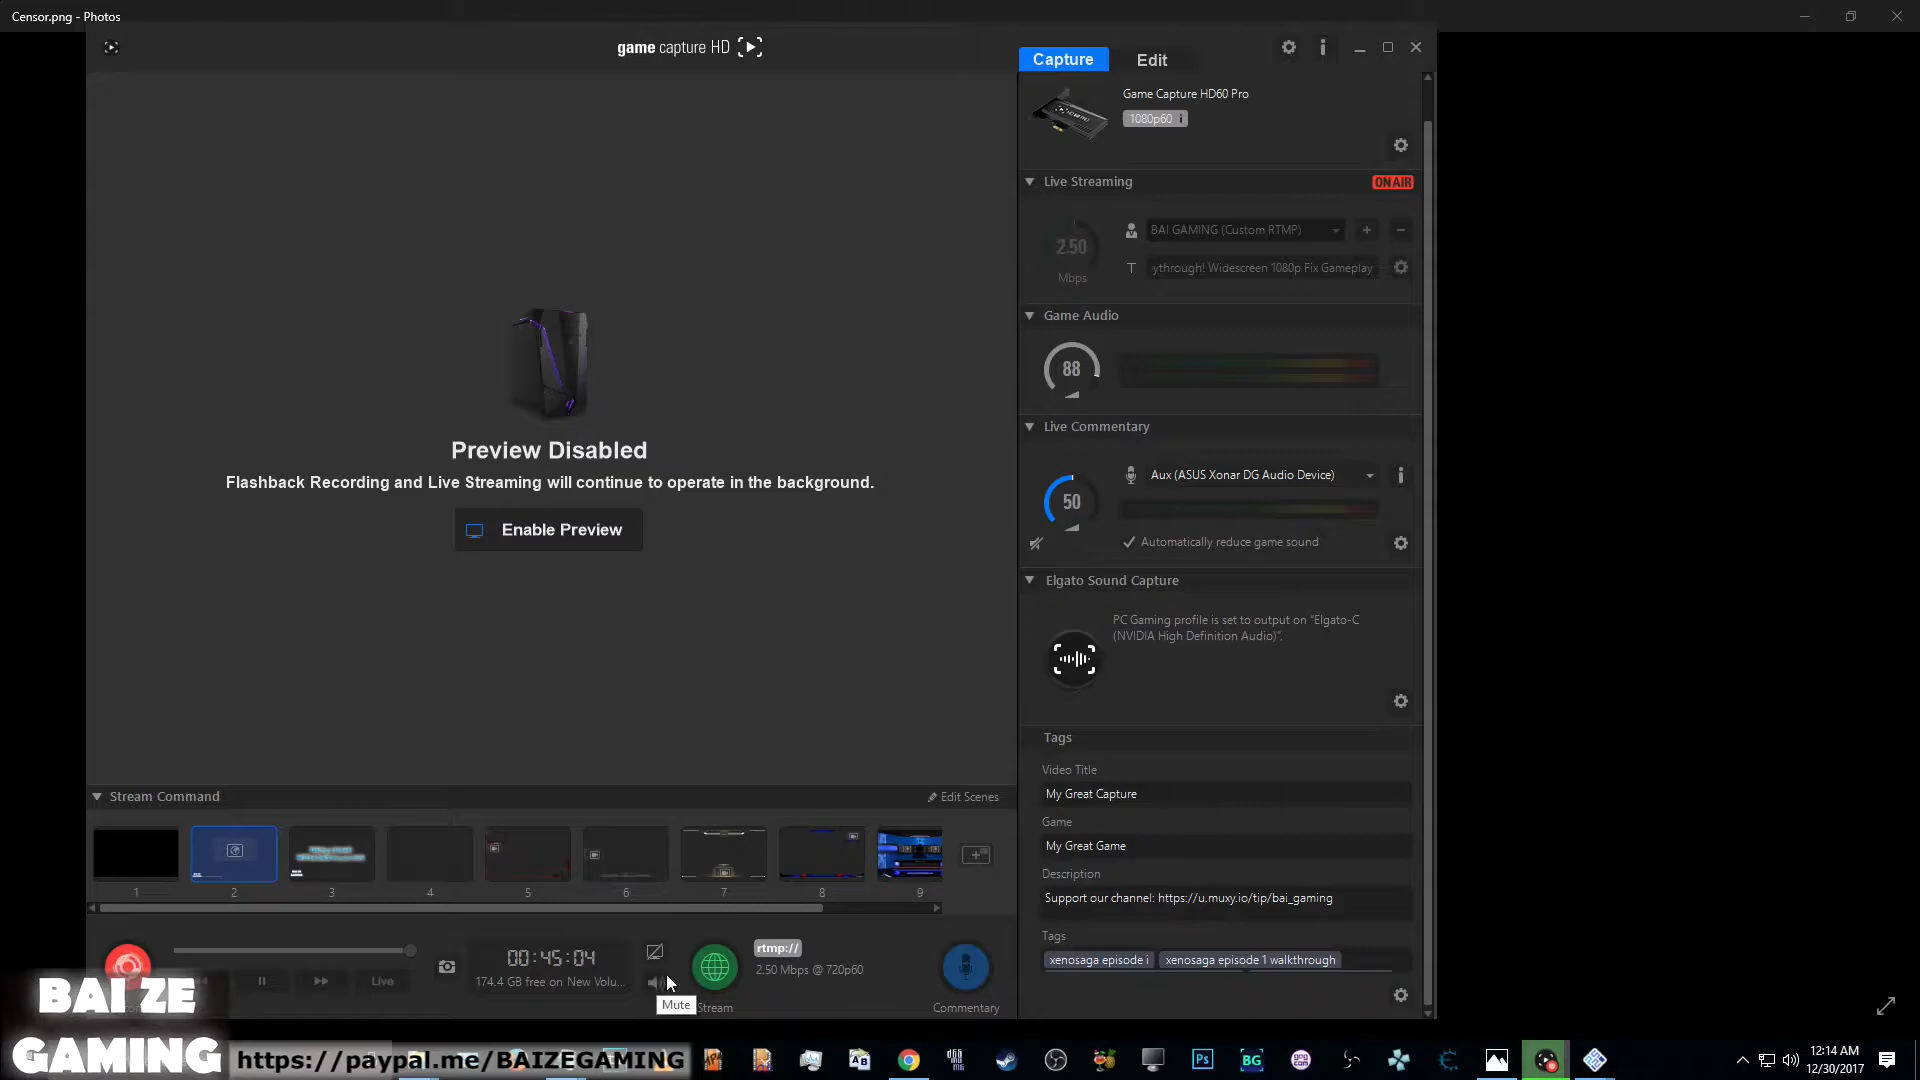 Censor.png - Photos
game capture HD
Capture
Edit
Game Capture HD60 Pro
1080p60 i
Live Streaming
ON AIR
2.50
Mbps
BAI GAMING (Custom RTMP)
T
ythrough! Widescreen 1080p Fix Gameplay
Game Audio
88
Live Commentary
50
Aux (ASUS Xonar DG Audio Device)
Automatically reduce game sound
Elgato Sound Capture
PC Gaming profile is set to output on "Elgato-C
(NVIDIA High Definition Audio)".
Tags
Video Title
My Great Capture
Game
My Great Game
Description
Support our channel: https://u.muxy.io/tip/bai_gaming
Tags
xenosaga episode i
xenosaga episode 1 walkthrough
Preview Disabled
Flashback Recording and Live Streaming will continue to operate in the background.
Enable Preview
Stream Command
Edit Scenes
1 2 3 4 5 6 7 8 9
Live
00:45:04
174.4 GB free on New Volu...
Mute
Stream
rtmp://
2.50 Mbps @ 720p60
Commentary
BAI ZE
GAMING
https://paypal.me/BAIZEGAMING
Ps
BG
12:14 AM
12/30/2017